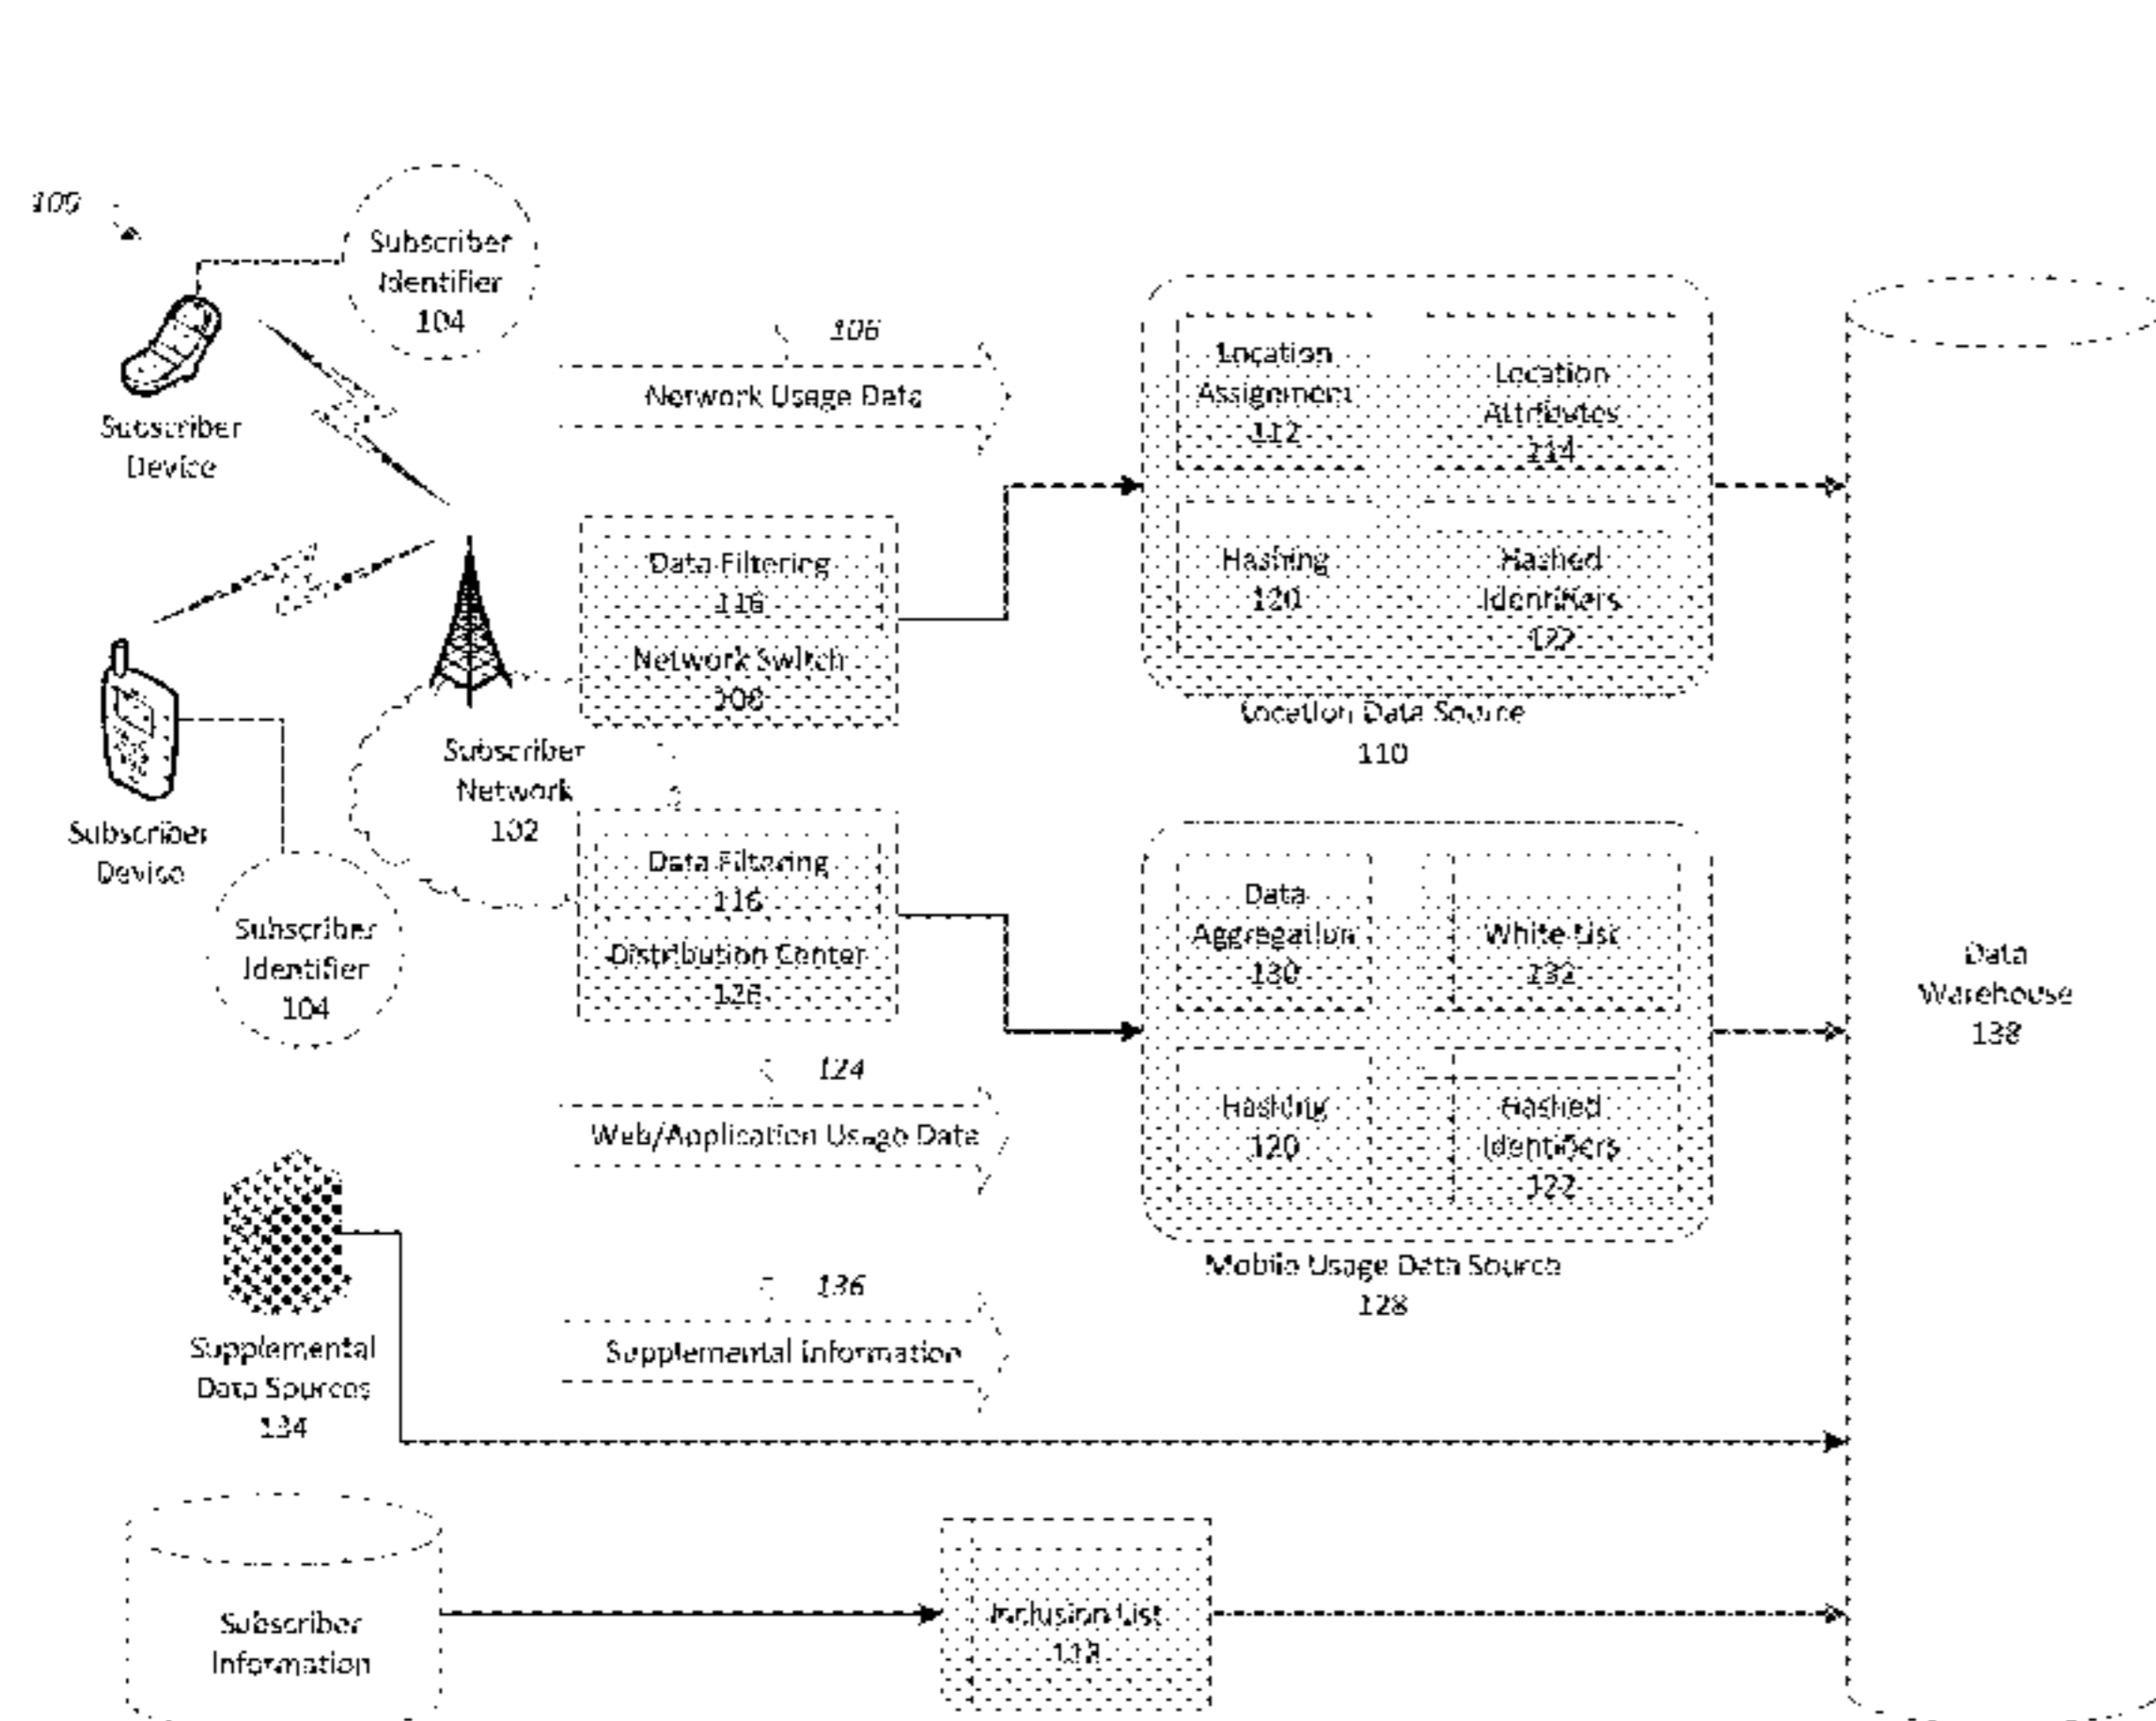 100
Subscriber
Identifier
104
Subscriber
Device
106
Network Usage Data
Data Filtering
116
Network Switch
108
Location
Assignment
112
Location
Attributes
114
Hashing
120
Hashed
Identifiers
122
Location Data Source
110
Subscriber
Network
102
Subscriber
Device
Subscriber
Identifier
104
Data Filtering
116
Distribution Center
126
124
Web/Application Usage Data
Data
Aggregation
130
White List
132
Hashing
120
Hashed
Identifiers
122
Mobile Usage Data Source
128
Data
Warehouse
138
Supplemental
Data Sources
134
136
Supplemental Information
Subscriber
Information
Inclusion List
118